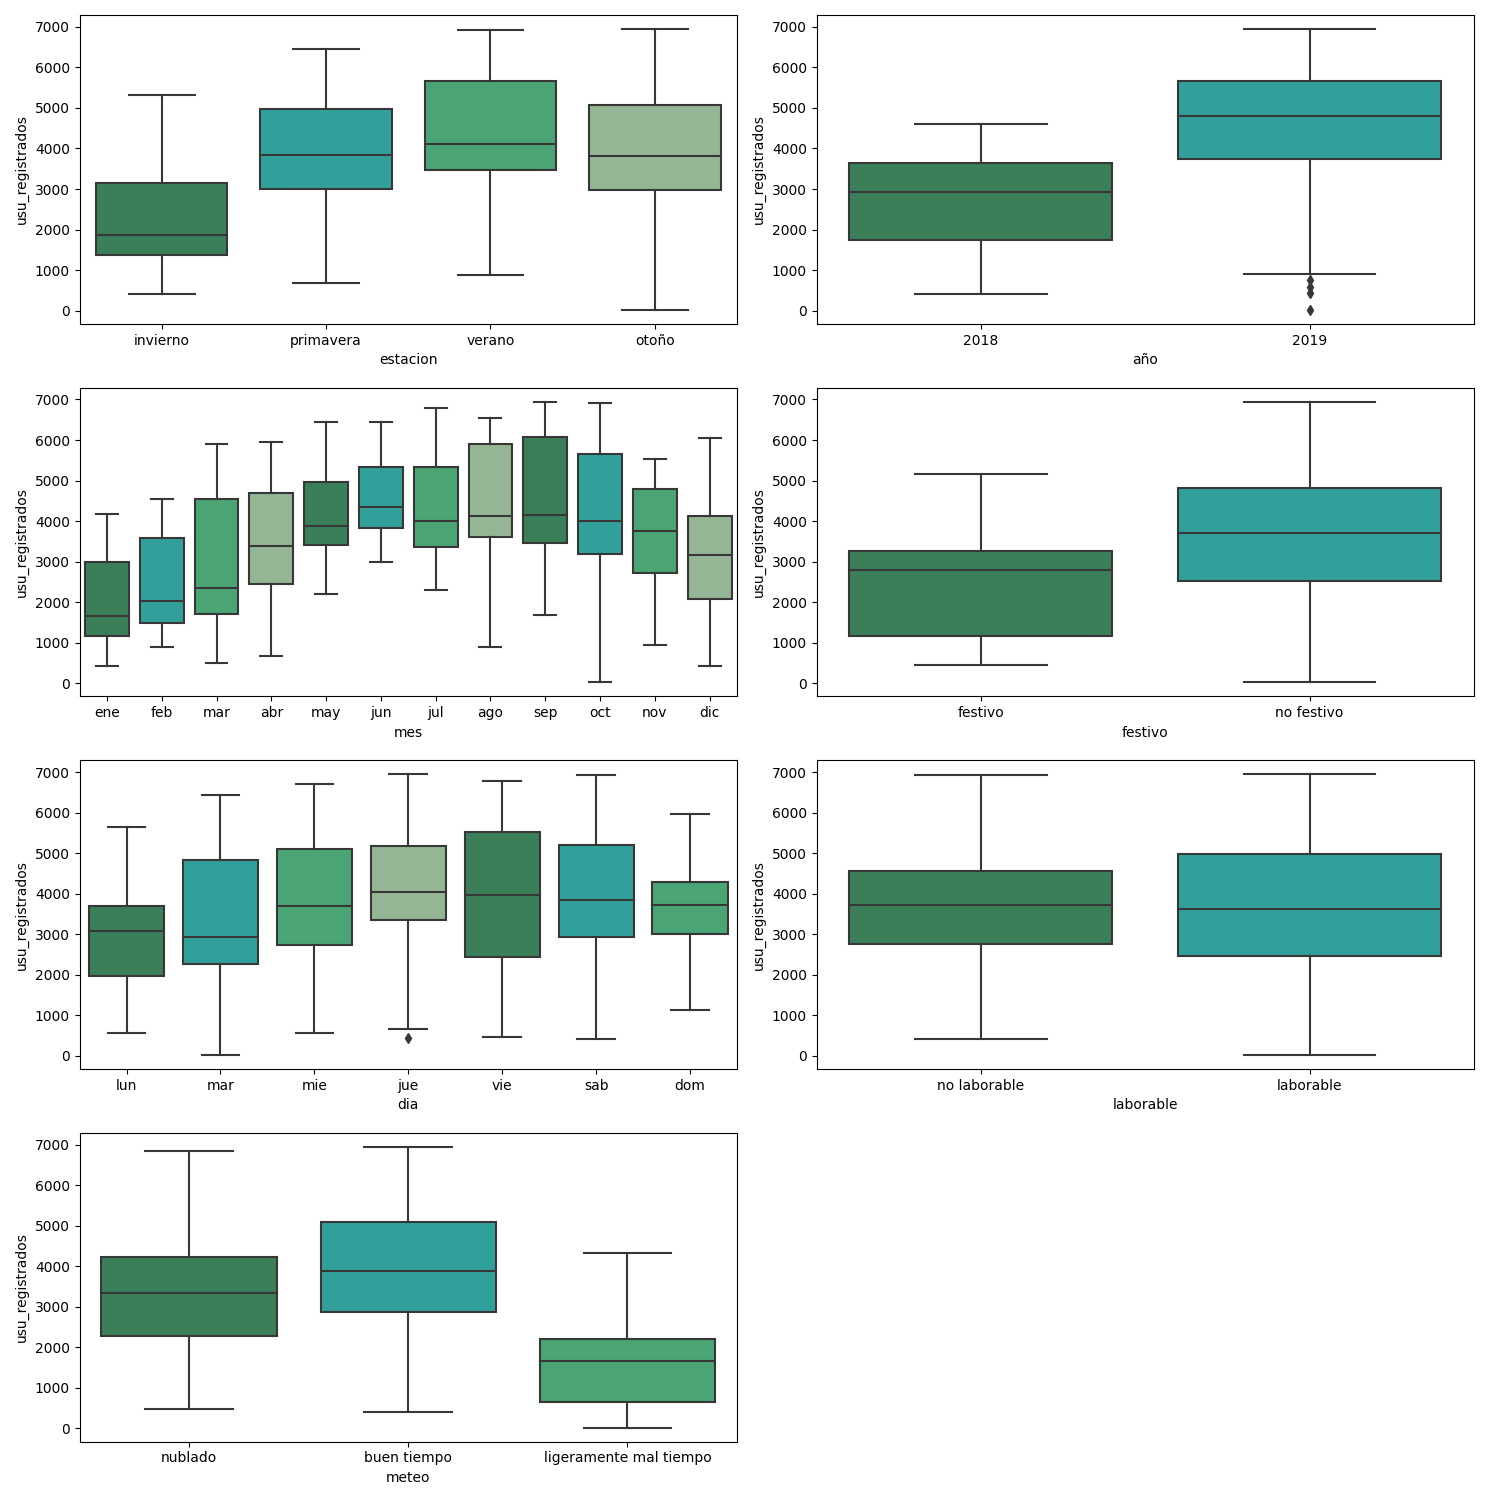 7000
6000
5000
4000
3000
2000
1000
0
usu_registrados
invierno primavera verano otoño
estacion
7000
6000
5000
4000
3000
2000
1000
0
usu_registrados
2018 2019
año
7000
6000
5000
4000
3000
2000
1000
0
usu_registrados
ene feb mar abr may jun jul ago sep oct nov dic
mes
7000
6000
5000
4000
3000
2000
1000
0
usu_registrados
festivo no festivo
festivo
7000
6000
5000
4000
3000
2000
1000
0
usu_registrados
lun mar mie jue vie sab dom
dia
7000
6000
5000
4000
3000
2000
1000
0
usu_registrados
no laborable laborable
laborable
7000
6000
5000
4000
3000
2000
1000
0
usu_registrados
nublado buen tiempo ligeramente mal tiempo
meteo